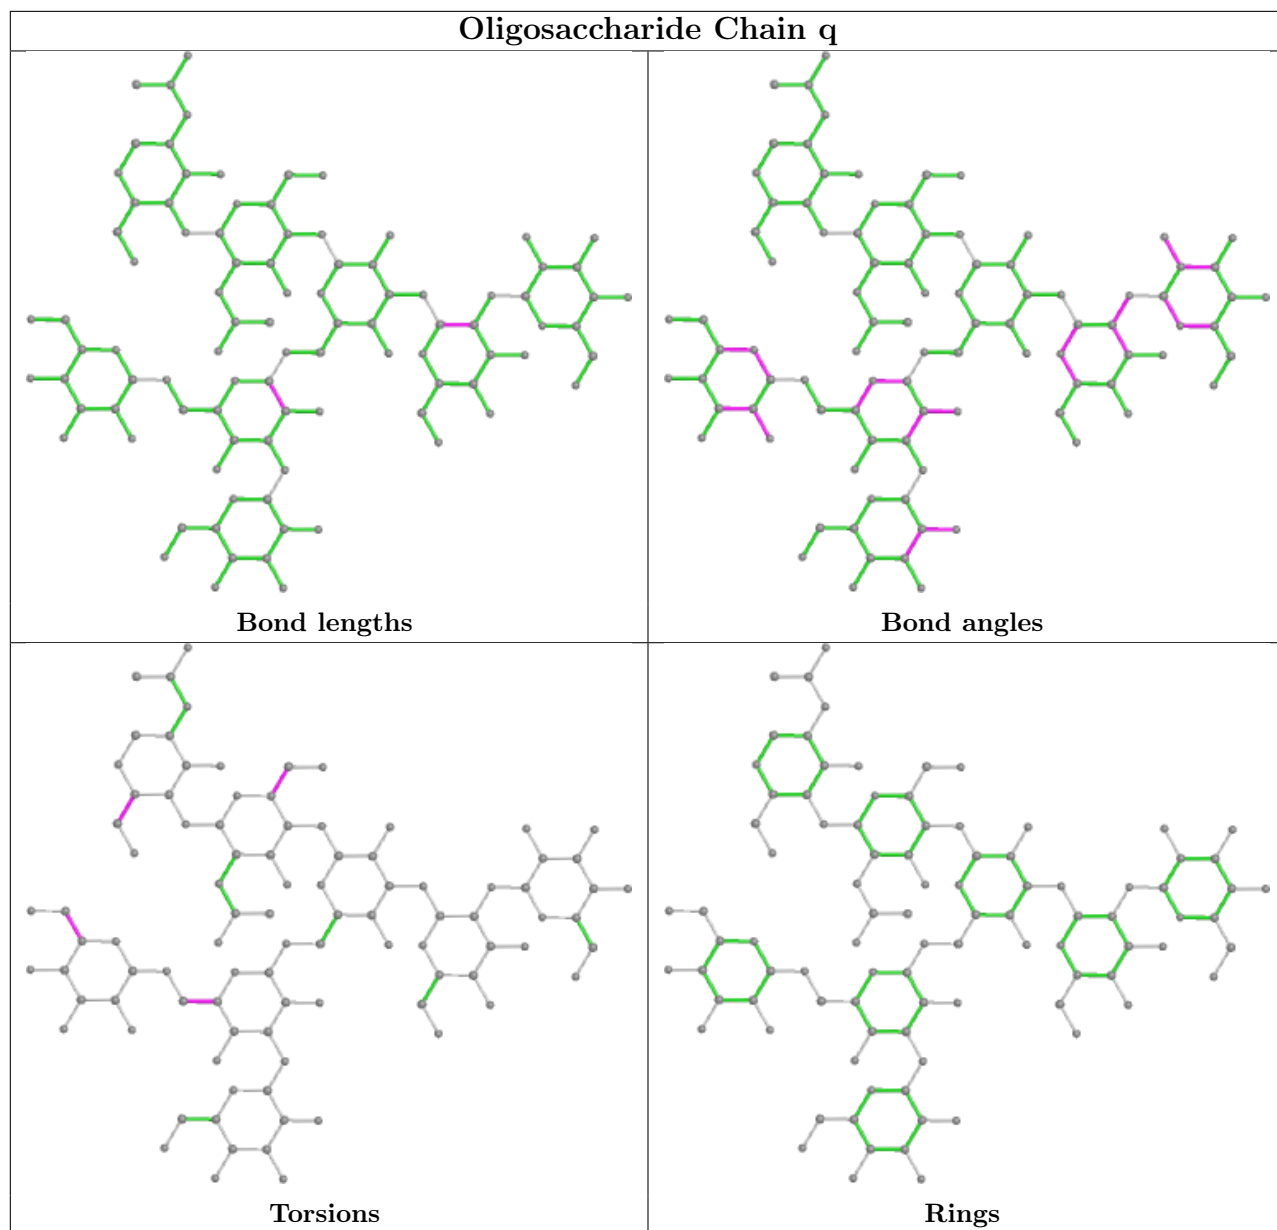 Oligosaccharide Chain q
Bond lengths
Bond angles
Torsions
Rings